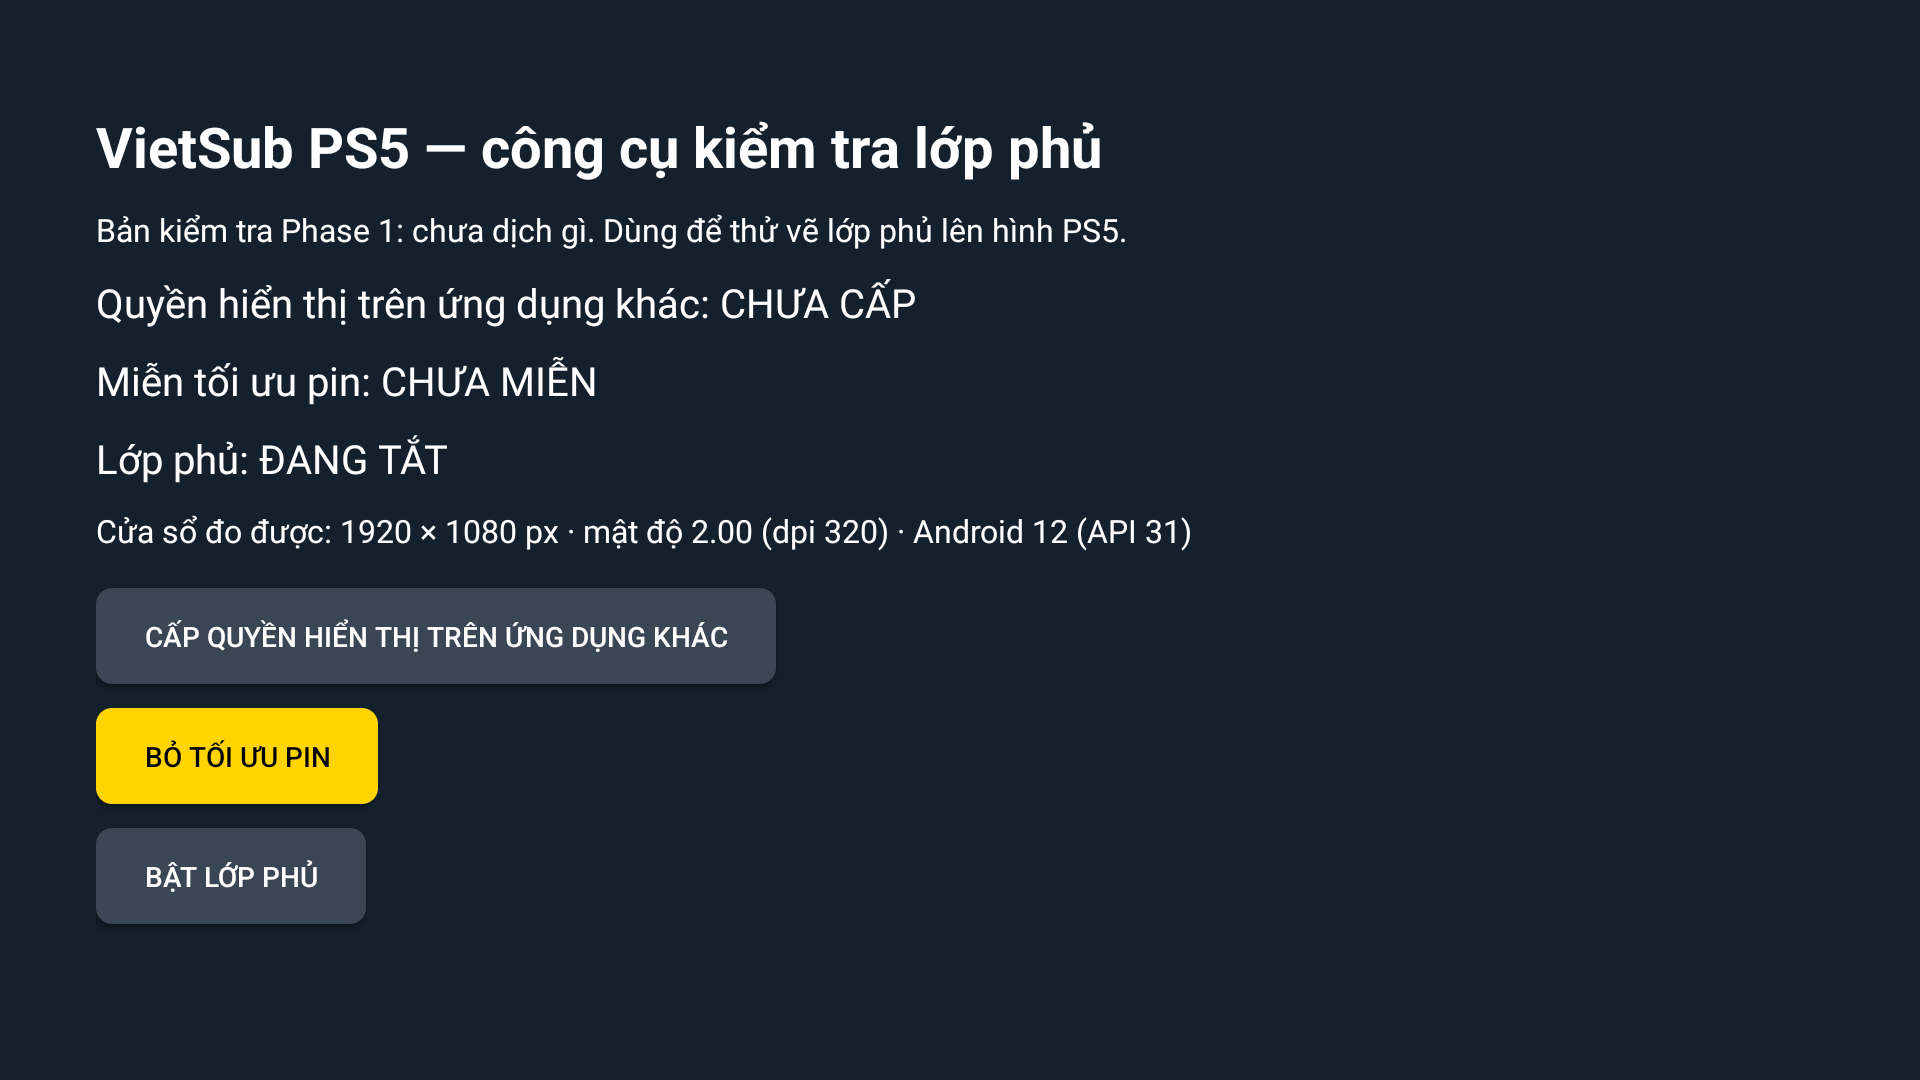 VietSub PS5 — công cụ kiểm tra lớp phủ
Bản kiểm tra Phase 1: chưa dịch gì. Dùng để thử vẽ lớp phủ lên hình PS5.
Quyền hiển thị trên ứng dụng khác: CHƯA CẤP
Miễn tối ưu pin: CHƯA MIỄN
Lớp phủ: ĐANG TẮT
Cửa sổ đo được: 1920 × 1080 px · mật độ 2.00 (dpi 320) · Android 12 (API 31)
CẤP QUYỀN HIỂN THỊ TRÊN ỨNG DỤNG KHÁC
BỎ TỐI ƯU PIN
BẬT LỚP PHỦ